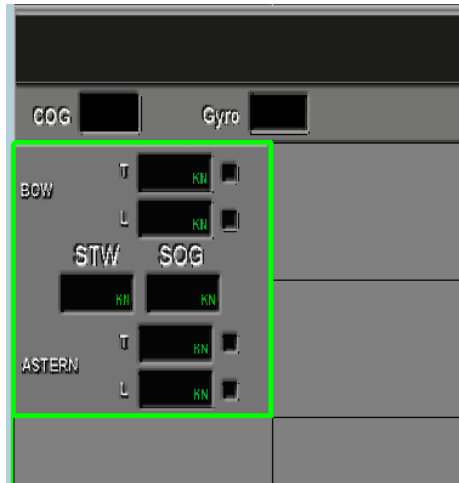 COG Gyro
T KN
BOW
L KN
STW SOG
KN KN
T KN
ASTERN
L KN